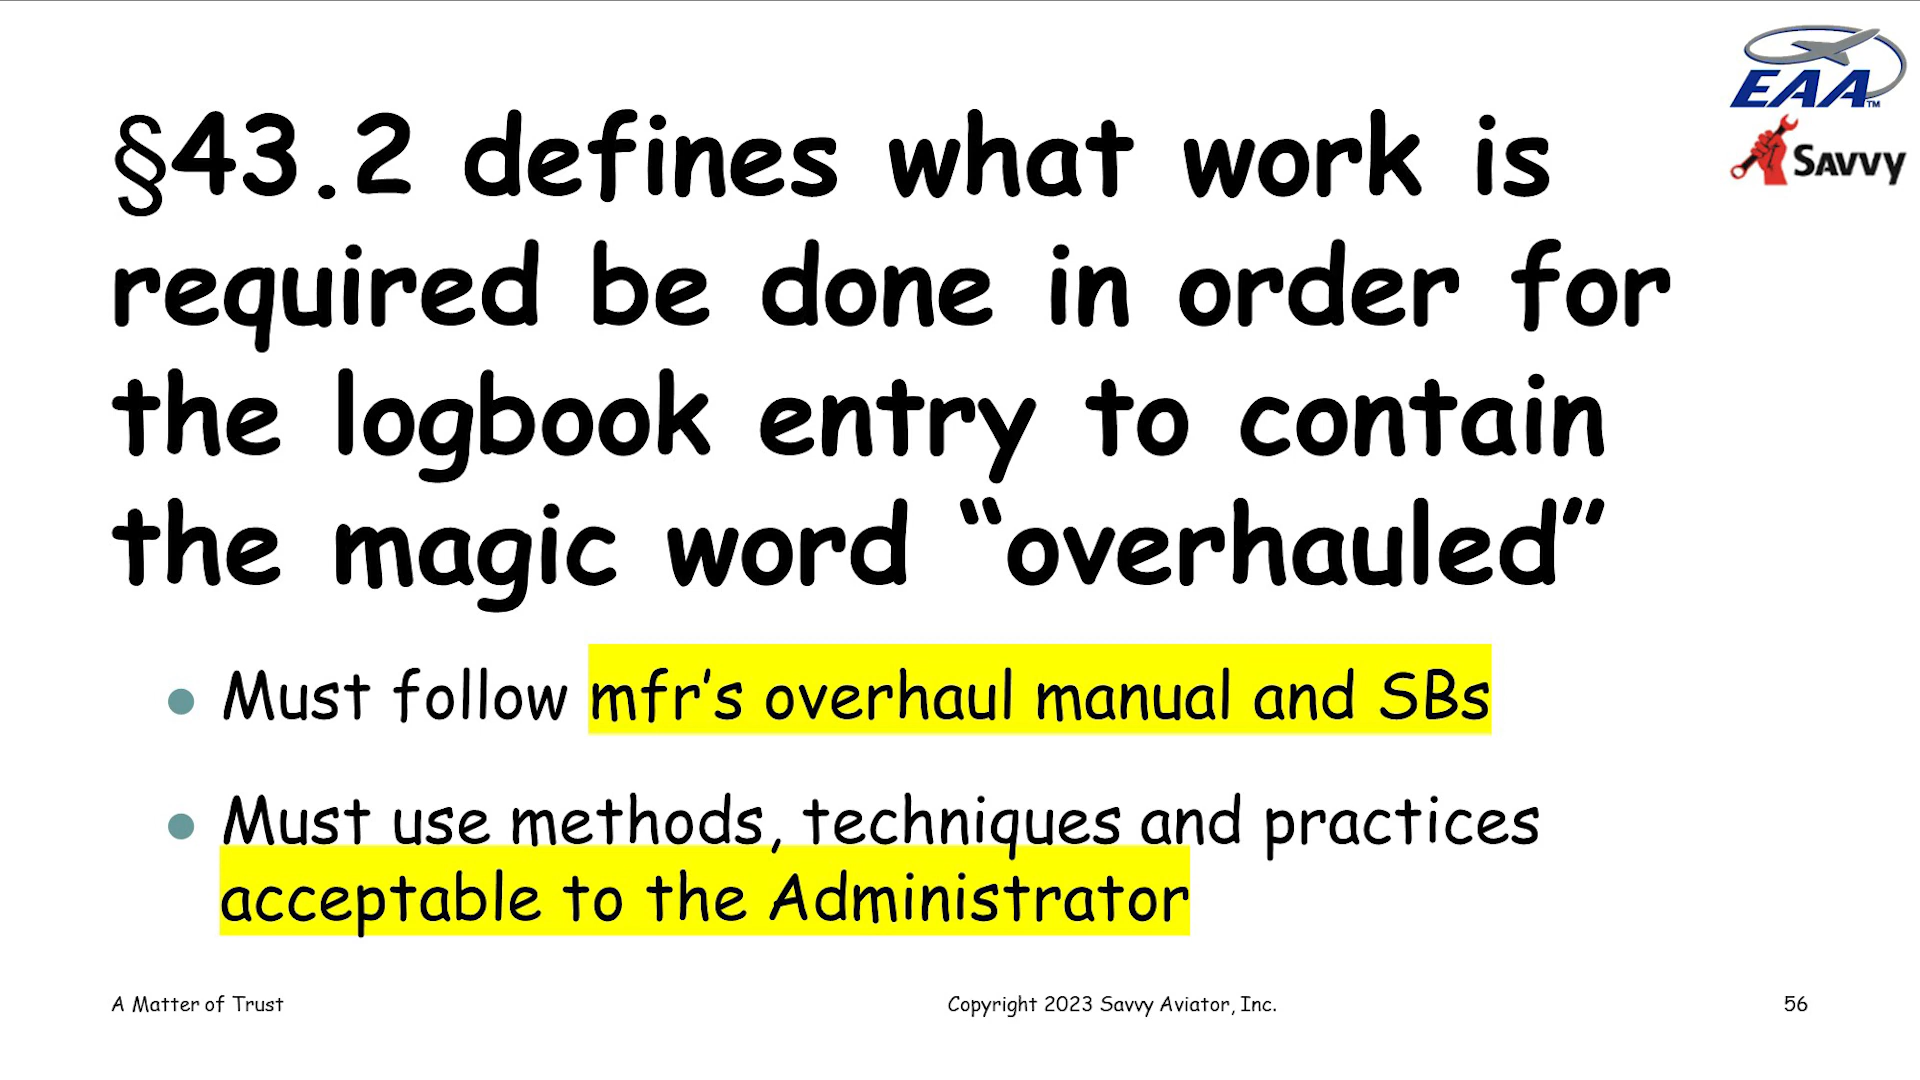 EAA™
SAVVY
§43.2 defines what work is
required be done in order for
the logbook entry to contain
the magic word “overhauled”
• Must follow mfr’s overhaul manual and SBs
• Must use methods, techniques and practices
acceptable to the Administrator
A Matter of Trust
Copyright 2023 Savvy Aviator, Inc.
56